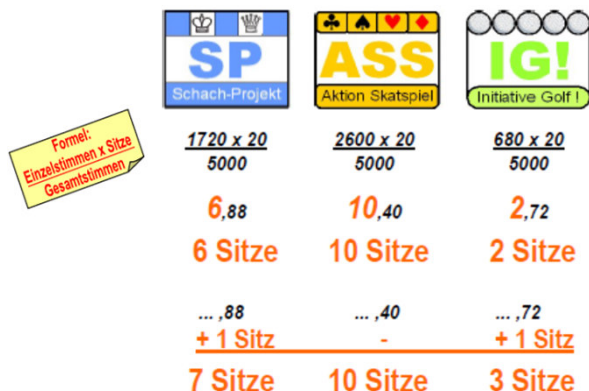 SP
Schach-Projekt
ASS
Aktion Skatspiel
IG!
Initiative Golf !
Formel:
Einzelstimmen x Sitze
Gesamtstimmen
1720 x 20
5000
2600 x 20
5000
680 x 20
5000
6,88
10,40
2,72
6 Sitze
10 Sitze
2 Sitze
... ,88
... ,40
... ,72
+ 1 Sitz
-
+ 1 Sitz
7 Sitze
10 Sitze
3 Sitze